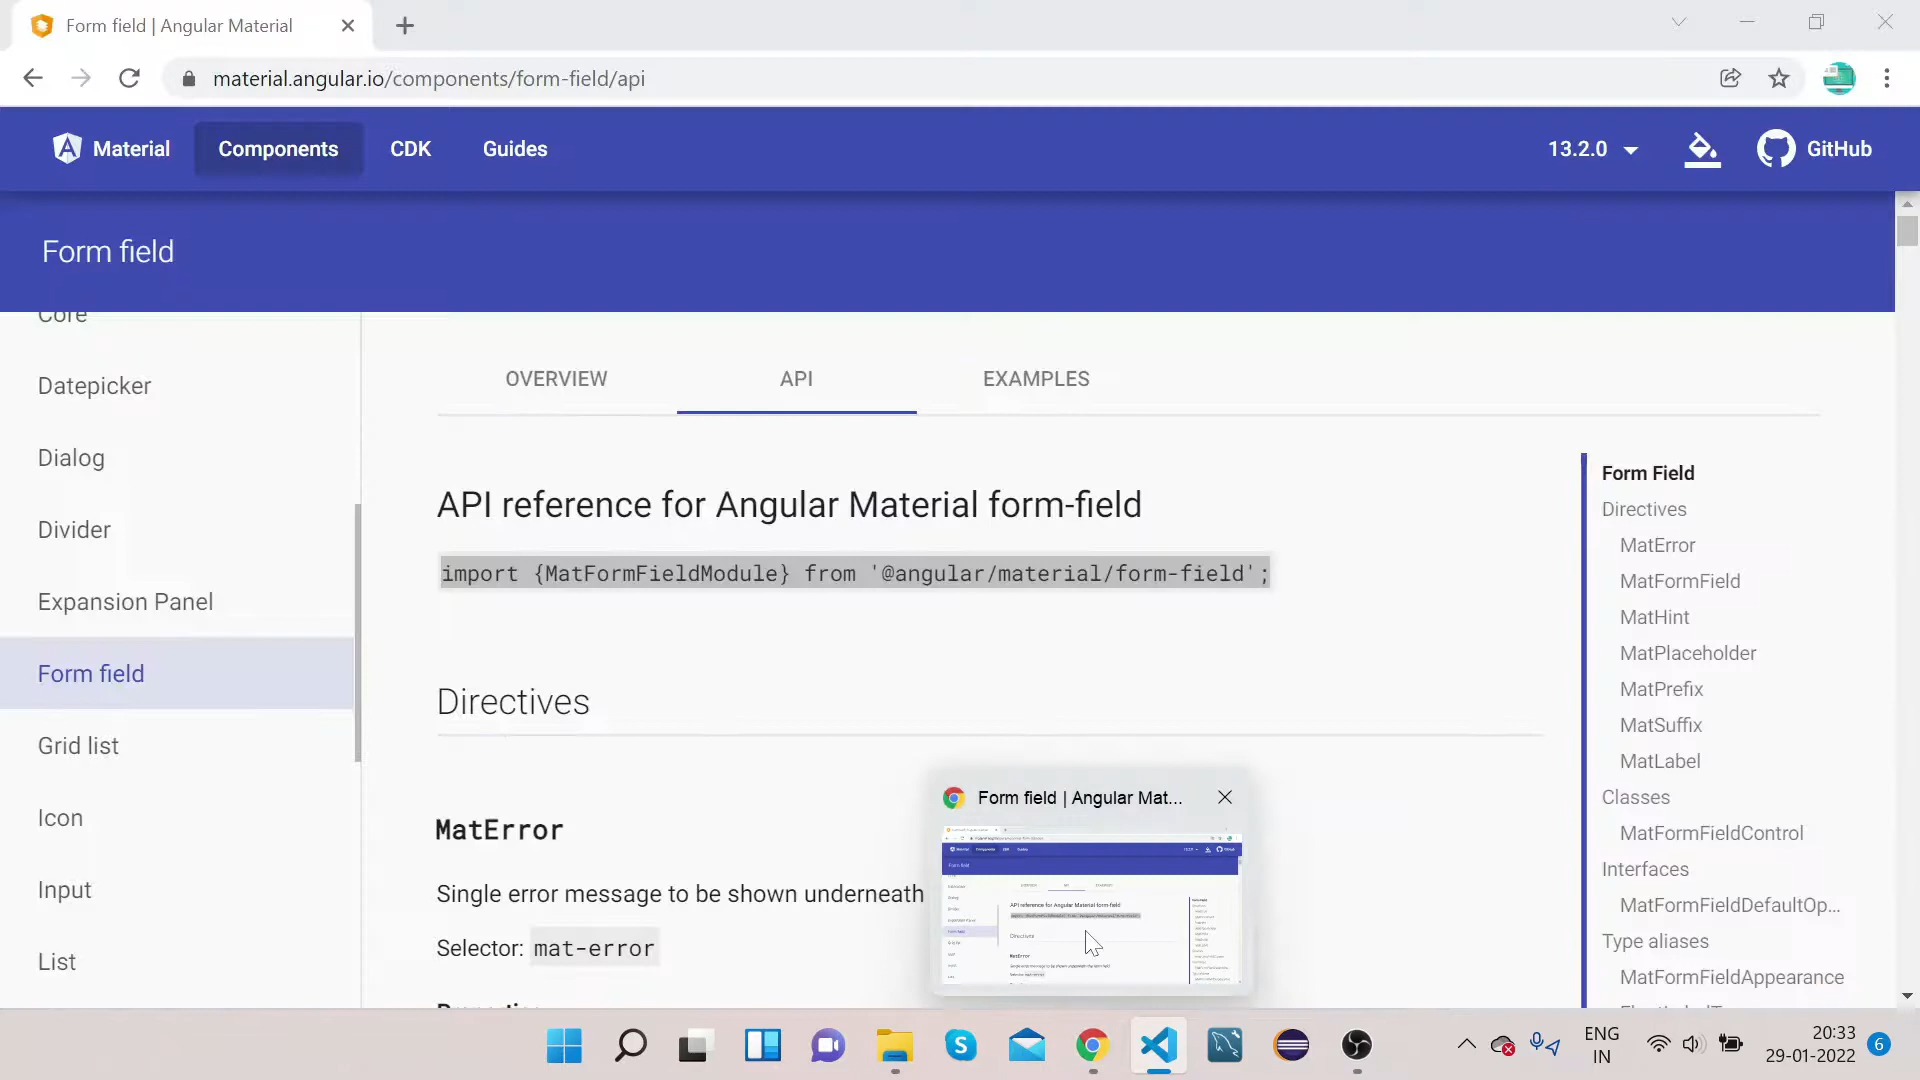 Form field | Angular Material
material.angular.io/components/form-field/api
Material
Components
CDK
Guides
13.2.0
GitHub
Form field
Core
Datepicker
Dialog
Divider
Expansion Panel
Form field
Grid list
Icon
Input
List
OVERVIEW
API
EXAMPLES
API reference for Angular Material form-field
import {MatFormFieldModule} from '@angular/material/form-field';
Directives
MatError
Single error message to be shown underneath
Selector: mat-error
Form Field
Directives
MatError
MatFormField
MatHint
MatPlaceholder
MatPrefix
MatSuffix
MatLabel
Classes
MatFormFieldControl
Interfaces
MatFormFieldDefaultOp...
Type aliases
MatFormFieldAppearance
Form field | Angular Mat...
ENG
IN
20:33
29-01-2022
6